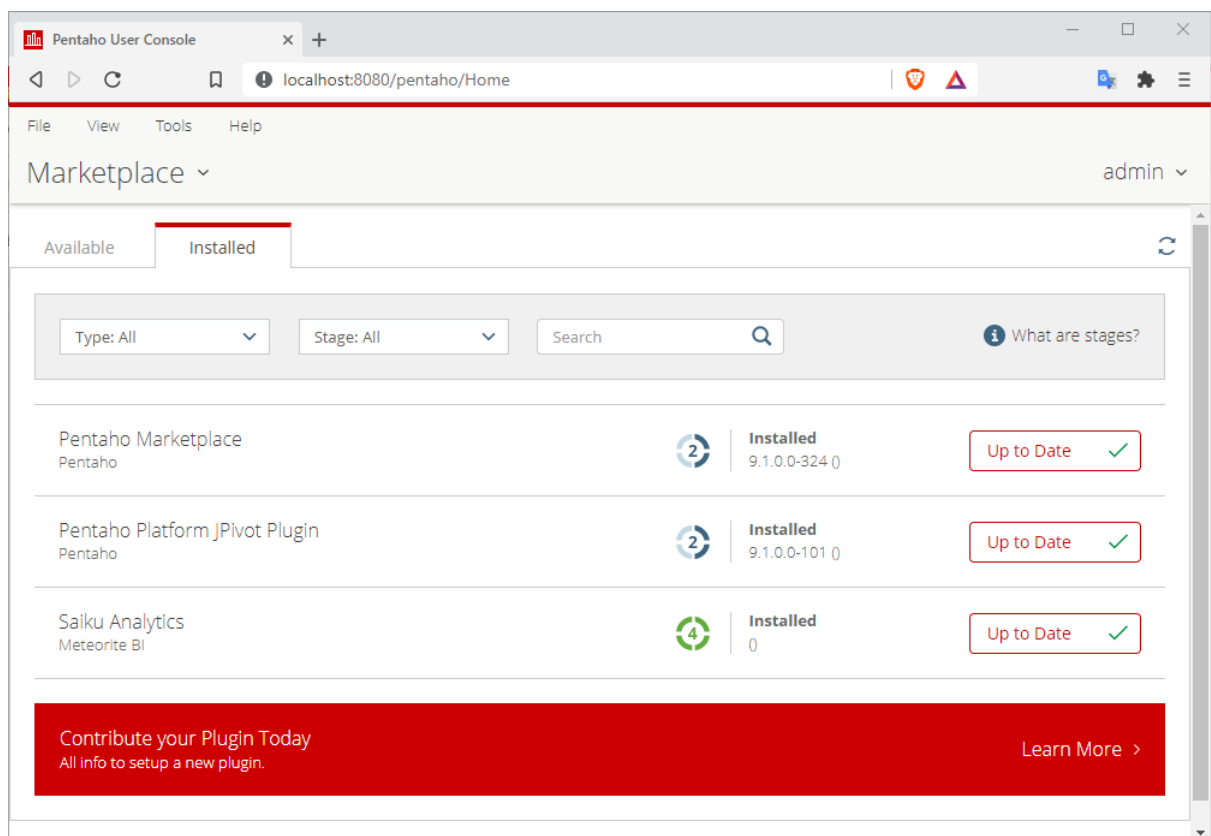 Pentaho User Console
localhost:8080/pentaho/Home
File View Tools Help
Marketplace
admin
Available Installed
Type: All
Stage: All
Search
What are stages?
Pentaho Marketplace
Pentaho
2
Installed
9.1.0.0-324 ()
Up to Date
Pentaho Platform JPivot Plugin
Pentaho
2
Installed
9.1.0.0-101 ()
Up to Date
Saiku Analytics
Meteorite BI
4
Installed
()
Up to Date
Contribute your Plugin Today
All info to setup a new plugin.
Learn More